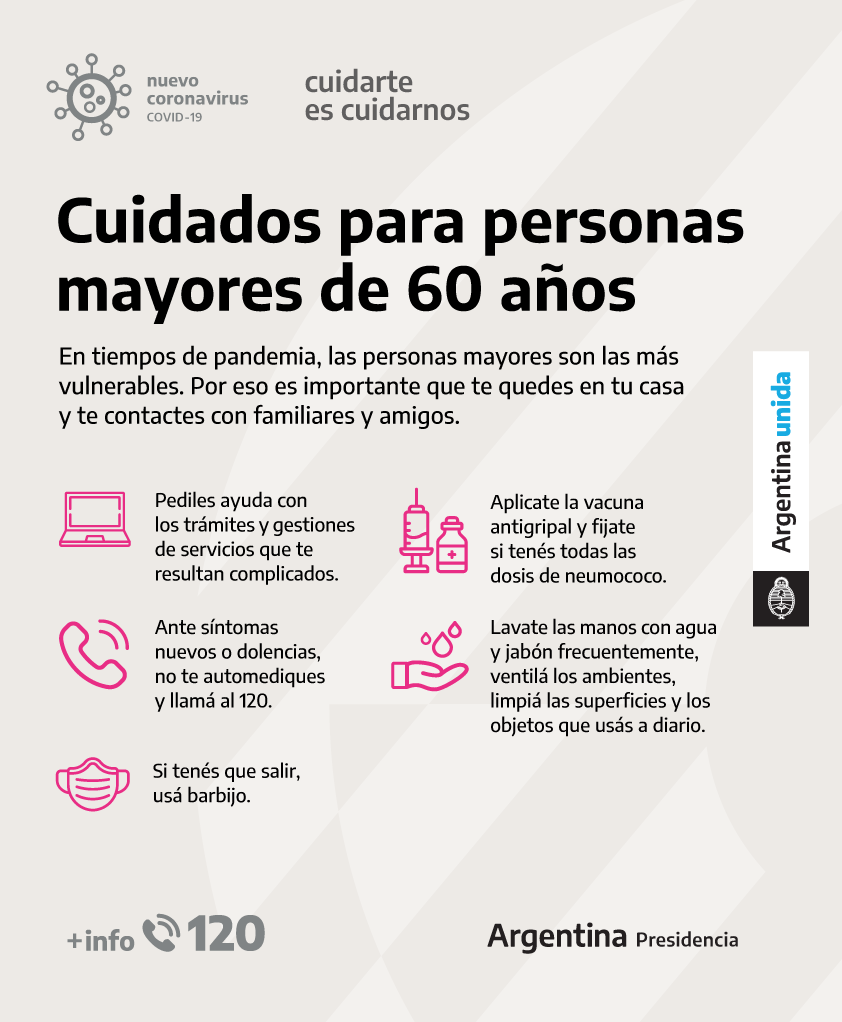 nuevo
coronavirus
COVID-19
cuidarte
es cuidarnos
Cuidados para personas
mayores de 60 años
En tiempos de pandemia, las personas mayores son las más
vulnerables. Por eso es importante que te quedes en tu casa
y te contactes con familiares y amigos.
Argentina unida
Pediles ayuda con
los trámites y gestiones
de servicios que te
resultan complicados.
Aplicate la vacuna
antigripal y fijate
si tenés todas las
dosis de neumococo.
Ante síntomas
nuevos o dolencias,
no te automediques
y llamá al 120.
Lavate las manos con agua
y jabón frecuentemente,
ventilá los ambientes,
limpiá las superficies y los
objetos que usás a diario.
Si tenés que salir,
usá barbijo.
+info 120
Argentina Presidencia